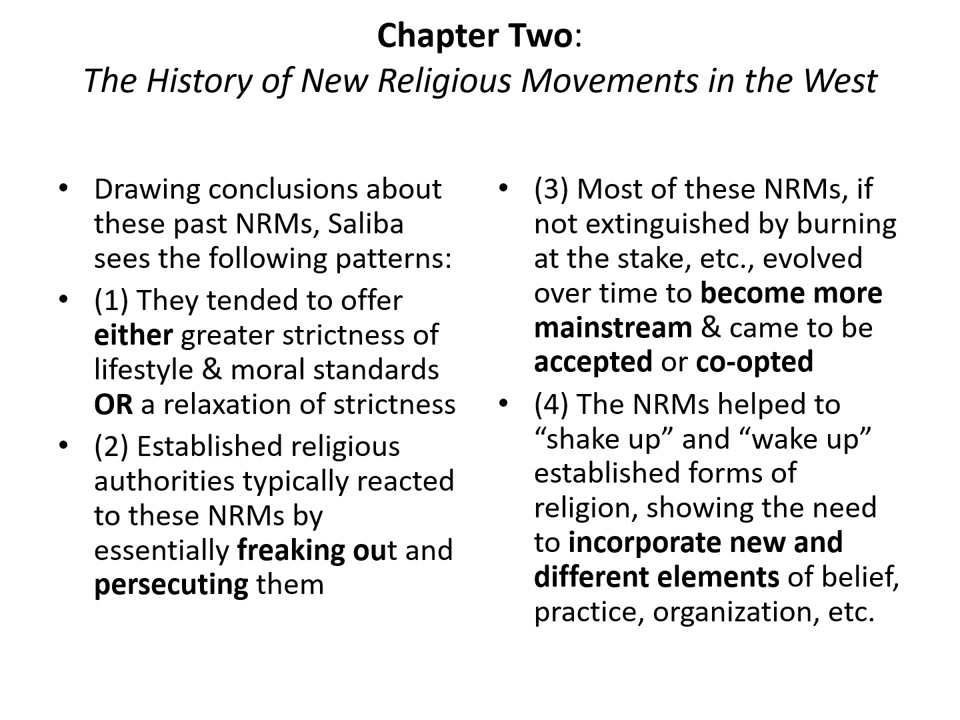 Chapter Two:
The History of New Religious Movements in the West
• Drawing conclusions about
these past NRMs, Saliba
sees the following patterns:
• (1) They tended to offer
either greater strictness of
lifestyle & moral standards
OR a relaxation of strictness
• (2) Established religious
authorities typically reacted
to these NRMs by
essentially freaking out and
persecuting them
• (3) Most of these NRMs, if
not extinguished by burning
at the stake, etc., evolved
over time to become more
mainstream & came to be
accepted or co-opted
• (4) The NRMs helped to
“shake up” and “wake up”
established forms of
religion, showing the need
to incorporate new and
different elements of belief,
practice, organization, etc.